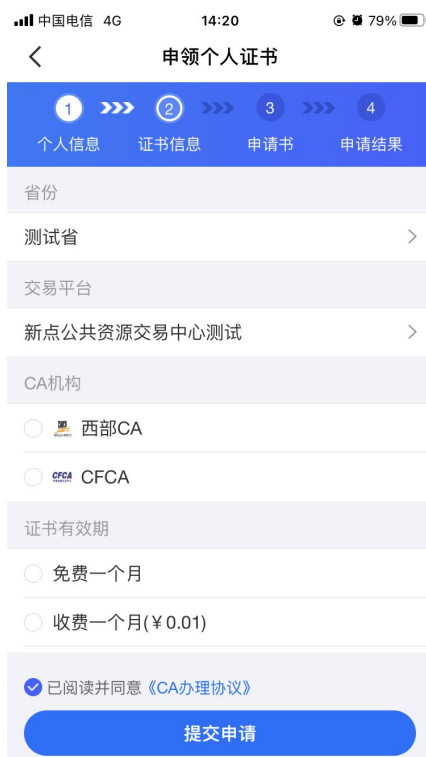 中国电信 4G 14:20 79%
申领个人证书
1 2 3 4
个人信息 证书信息 申请书 申请结果
省份
测试省
交易平台
新点公共资源交易中心测试
CA机构
西部CA
CFCA CFCA
证书有效期
免费一个月
收费一个月(¥0.01)
已阅读并同意《CA办理协议》
提交申请